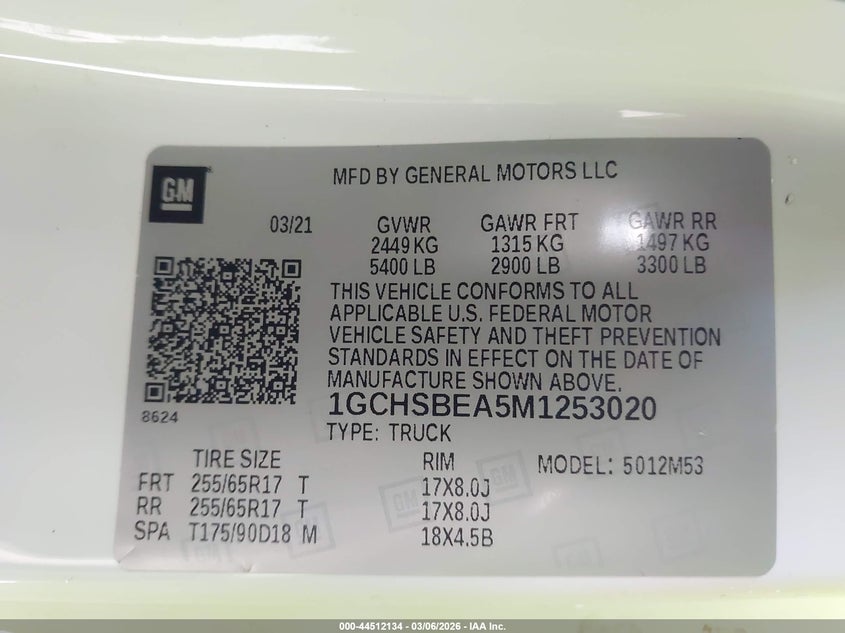 GM
MFD BY GENERAL MOTORS LLC
03/21 GVWR GAWR FRT GAWR RR
2449 KG 1315 KG 1497 KG
5400 LB 2900 LB 3300 LB
THIS VEHICLE CONFORMS TO ALL
APPLICABLE U.S. FEDERAL MOTOR
VEHICLE SAFETY AND THEFT PREVENTION
STANDARDS IN EFFECT ON THE DATE OF
MANUFACTURE SHOWN ABOVE.
8624
1GCHSBEA5M1253020
TYPE: TRUCK
TIRE SIZE RIM MODEL: 5012M53
FRT 255/65R17 T 17X8.0J
RR 255/65R17 T 17X8.0J
SPA T175/90D18 M 18X4.5B
000-44512134 - 03/06/2026 - IAA Inc.